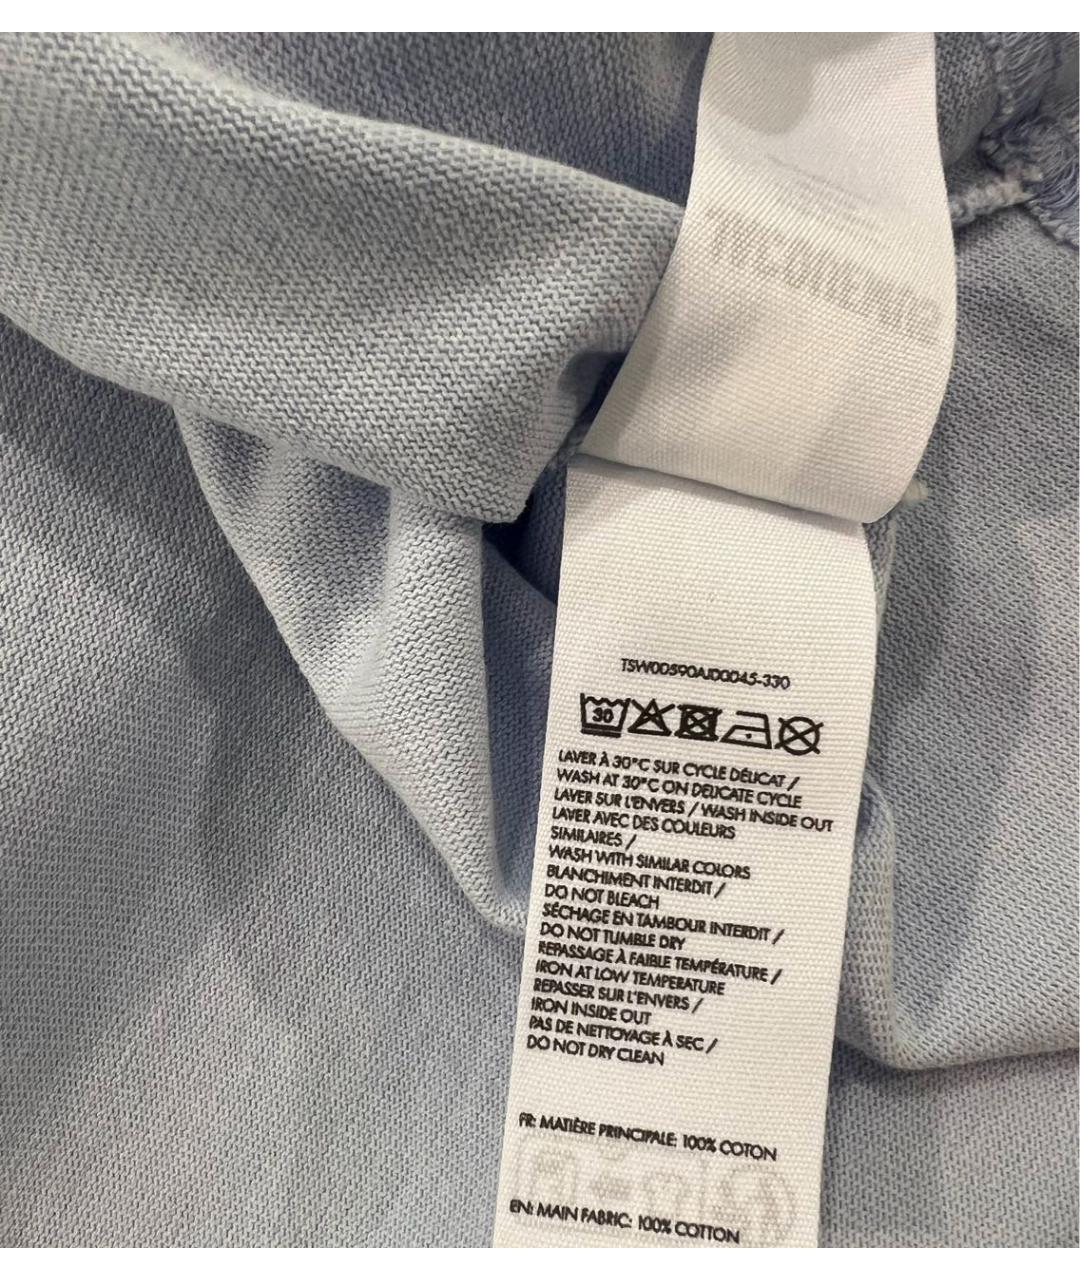 TSW00590AJD0045-330
30
LAVER À 30°C SUR CYCLE DÉLICAT /
WASH AT 30°C ON DELICATE CYCLE
LAVER SUR L'ENVERS / WASH INSIDE OUT
LAVER AVEC DES COULEURS
SIMILAIRES /
WASH WITH SIMILAR COLORS
BLANCHIMENT INTERDIT /
DO NOT BLEACH
SÉCHAGE EN TAMBOUR INTERDIT /
DO NOT TUMBLE DRY
REPASSAGE À FAIBLE TEMPÉRATURE /
IRON AT LOW TEMPERATURE
REPASSER SUR L'ENVERS /
IRON INSIDE OUT
PAS DE NETTOYAGE À SEC /
DO NOT DRY CLEAN
FR: MATIÈRE PRINCIPALE: 100% COTON
EN: MAIN FABRIC: 100% COTTON